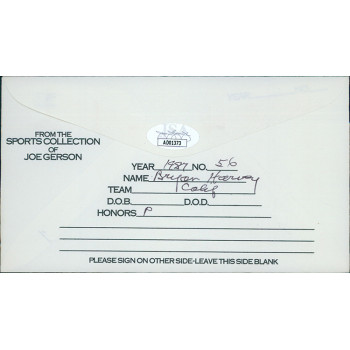 FROM THE
SPORTS COLLECTION
OF
JOE GERSON
AD01373
YEAR 1987 NO. 56
NAME Bryan Harvey
TEAM Calif
D.O.B. D.O.D.
HONORS P
PLEASE SIGN ON OTHER SIDE-LEAVE THIS SIDE BLANK